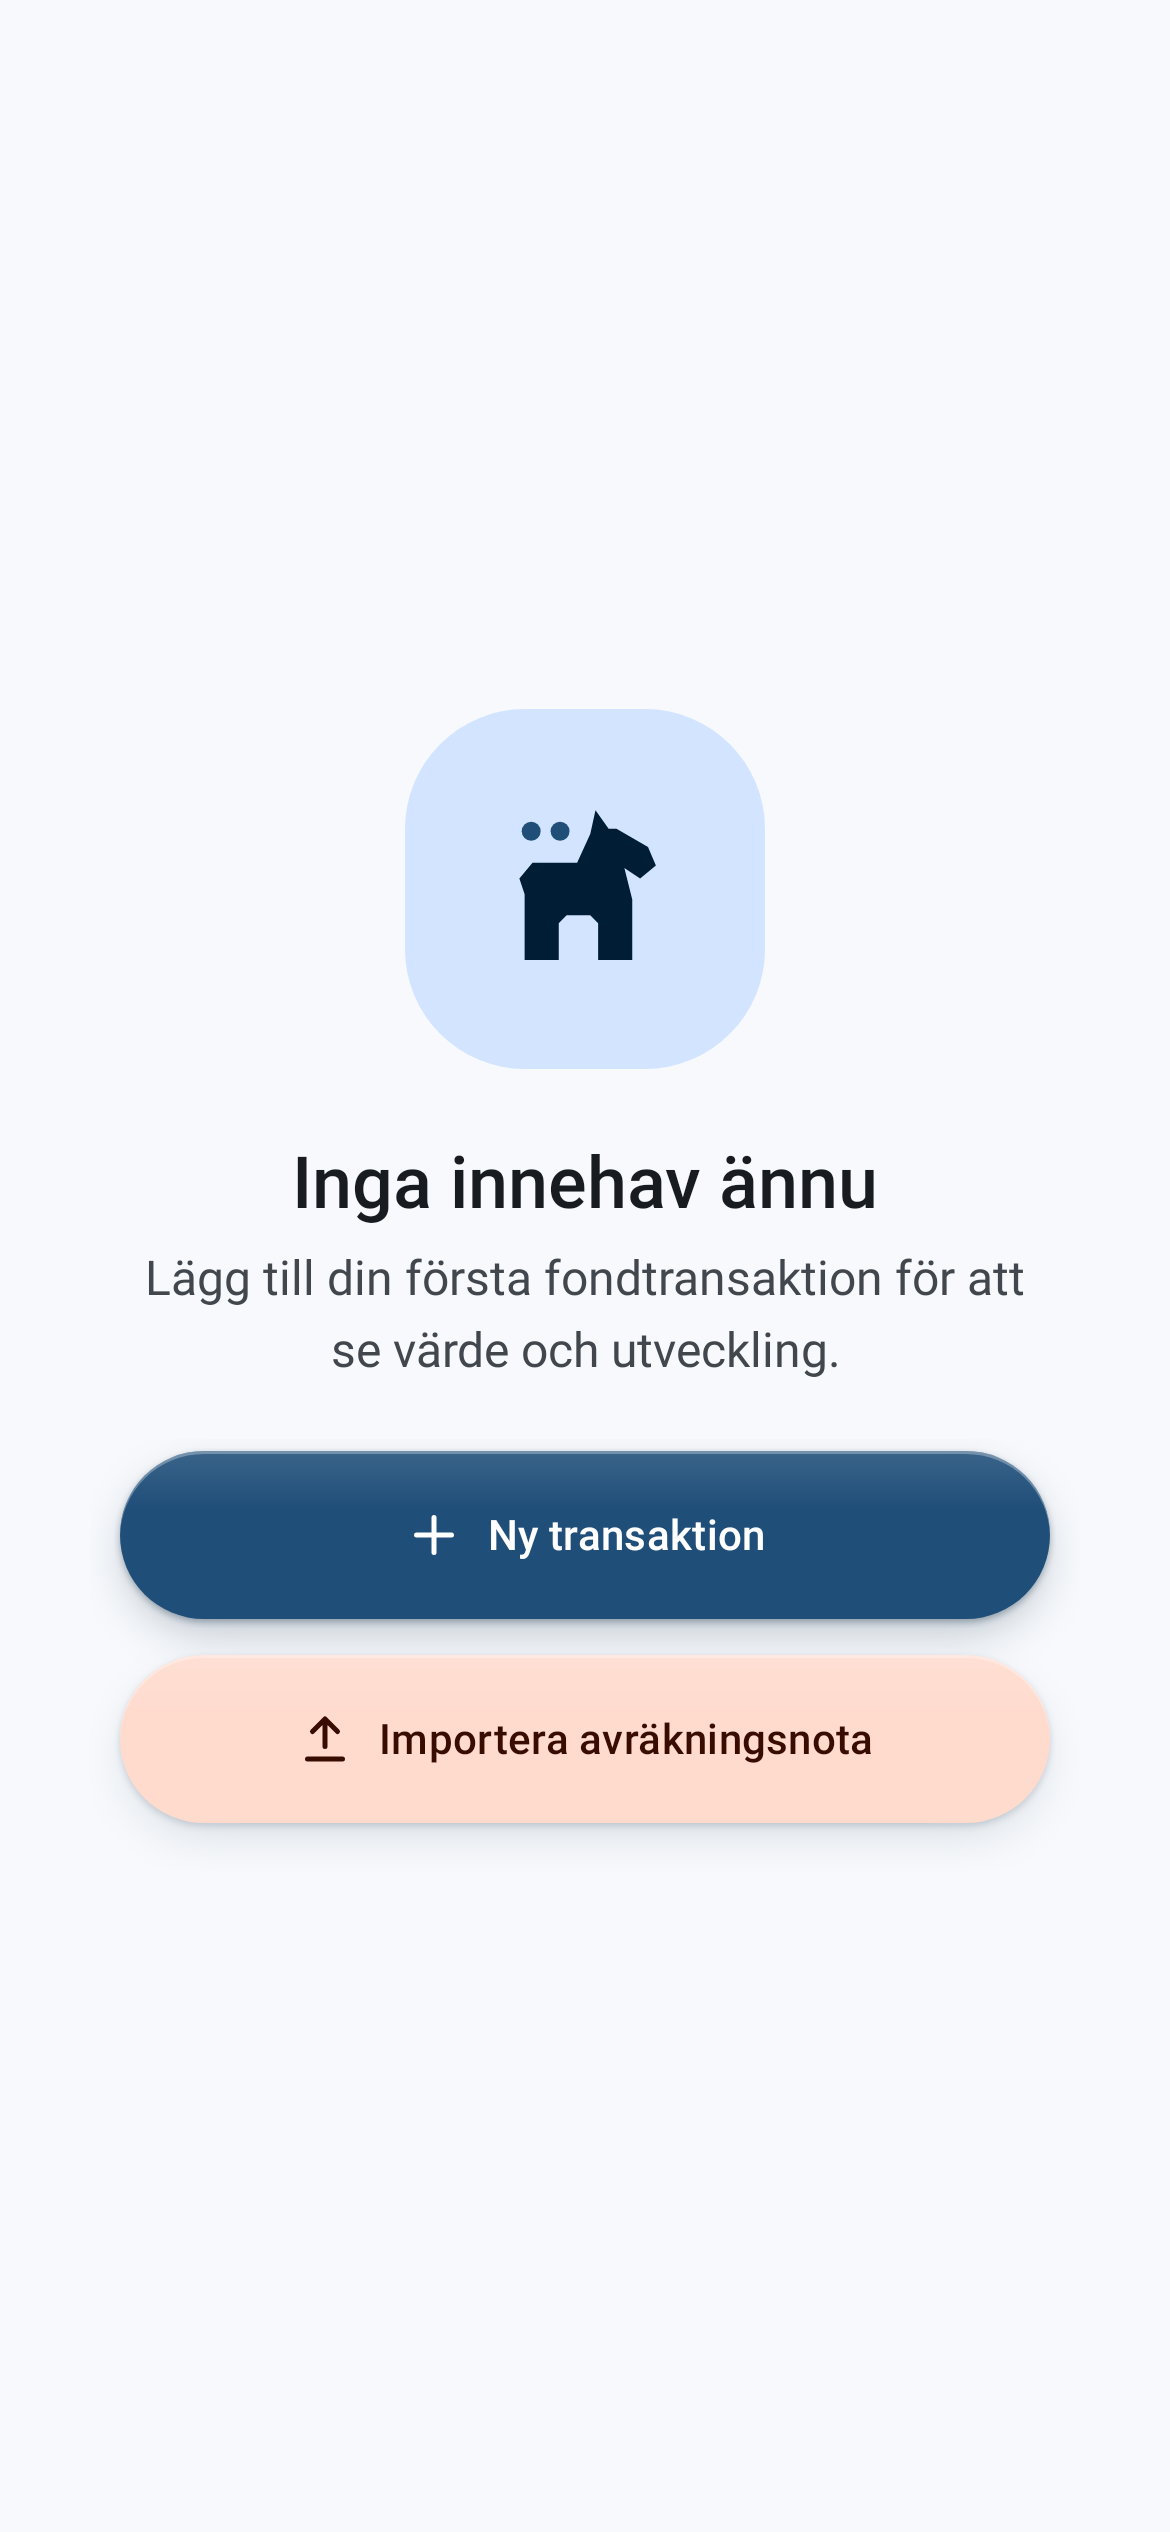 Inga innehav ännu
Lägg till din första fondtransaktion för att
se värde och utveckling.
Ny transaktion
Importera avräkningsnota